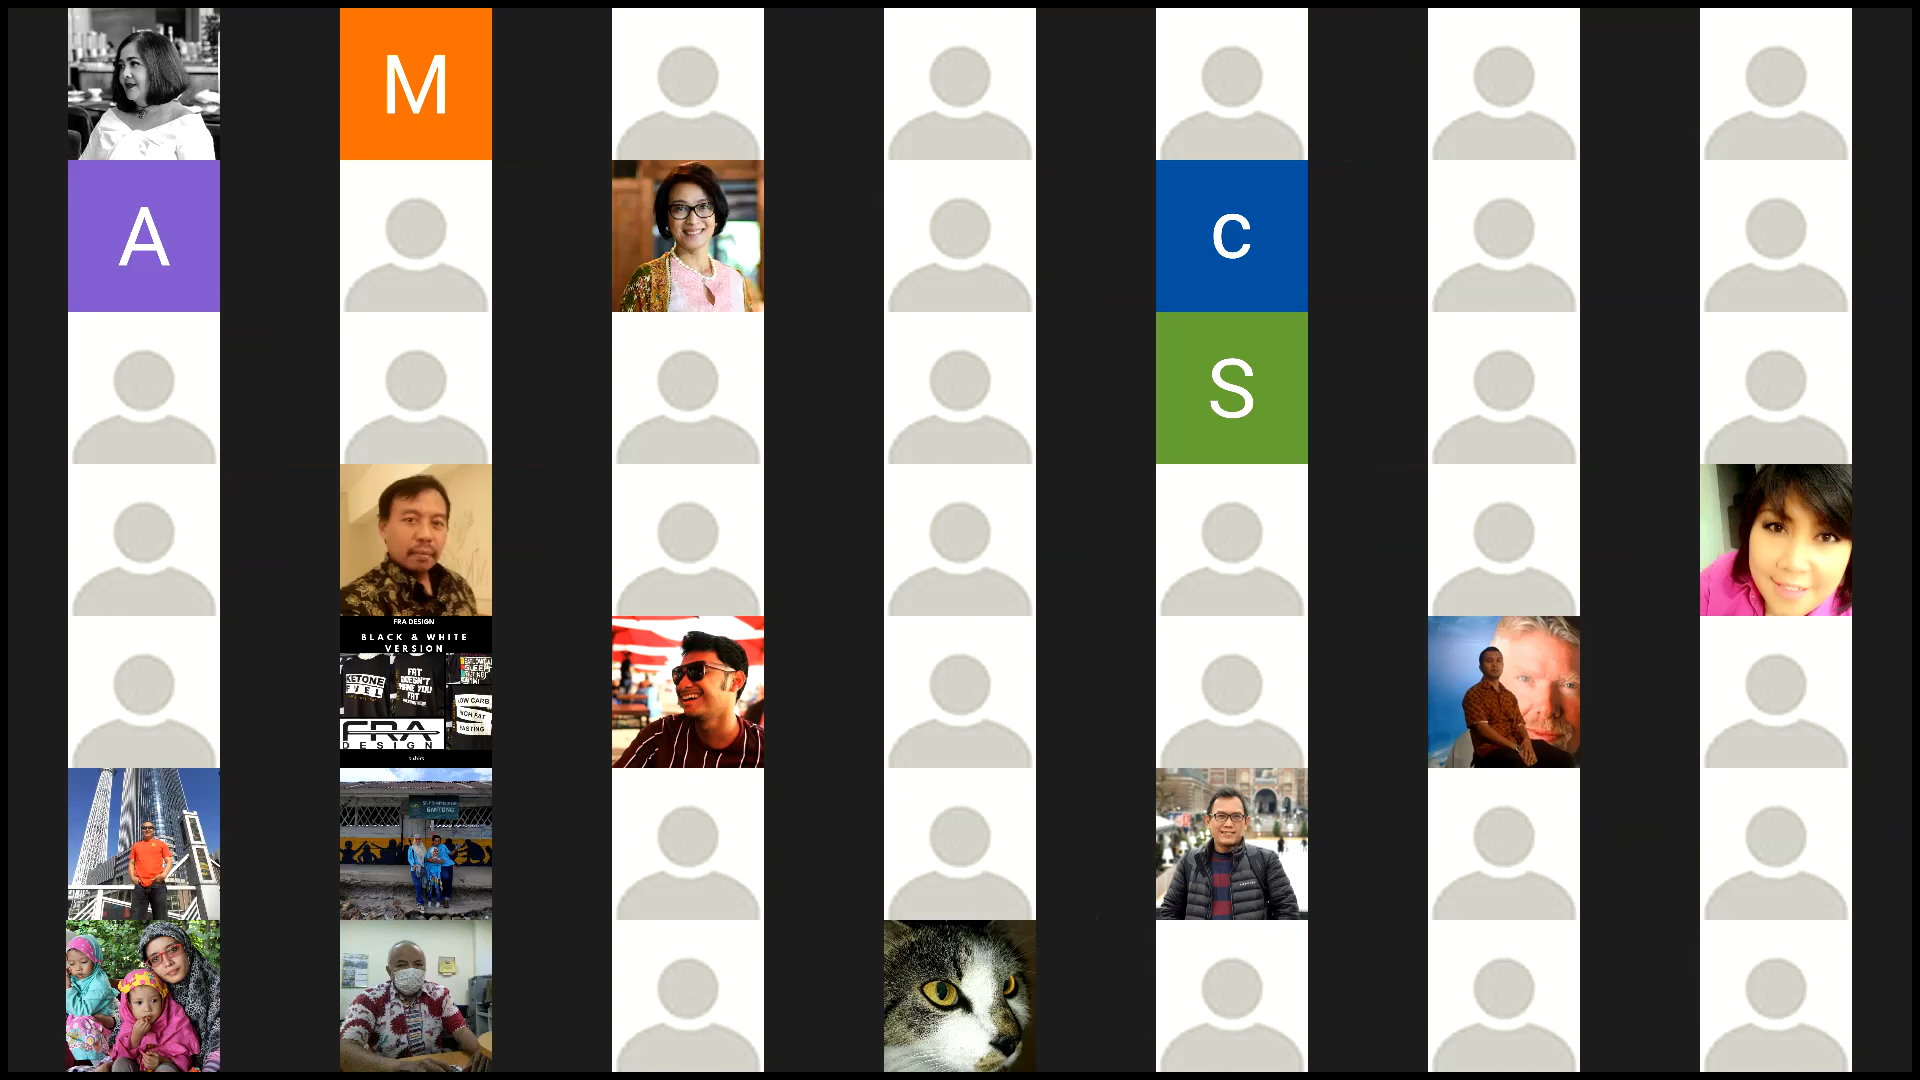 M
A
c
S
FRA DESIGN
BLACK & WHITE
VERSION
KETONE
FUEL
FAT
DOESN'T
MAKE YOU
FAT
LOW CARB
HIGH FAT
FASTING
FRA
DESIGN
GANTONG